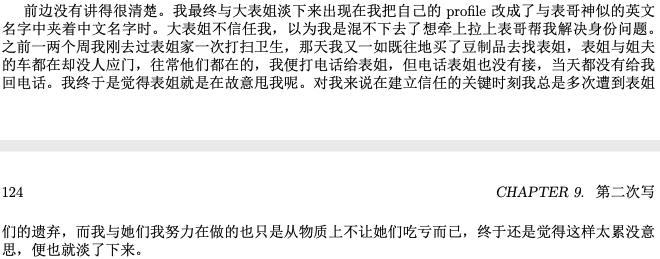 前边没有讲得很清楚。我最终与大表姐淡下来出现在我把自己的 profile 改成了与表哥神似的英文
名字中夹着中文名字时。大表姐不信任我，以为我是混不下去了想牵上拉上表哥帮我解决身份问题。
之前一两个周我刚去过表姐家一次打扫卫生，那天我又一如既往地买了豆制品去找表姐，表姐与姐夫
的车都在却没人应门，往常他们都在的，我便打电话给表姐，但电话表姐也没有接，当天都没有给我
回电话。我终于是觉得表姐就是在故意甩我呢。对我来说在建立信任的关键时刻我总是多次遭到表姐
124 CHAPTER 9. 第二次写
们的遗弃，而我与她们我努力在做的也只是从物质上不让她们吃亏而已，终于还是觉得这样太累没意
思，便也就淡了下来。